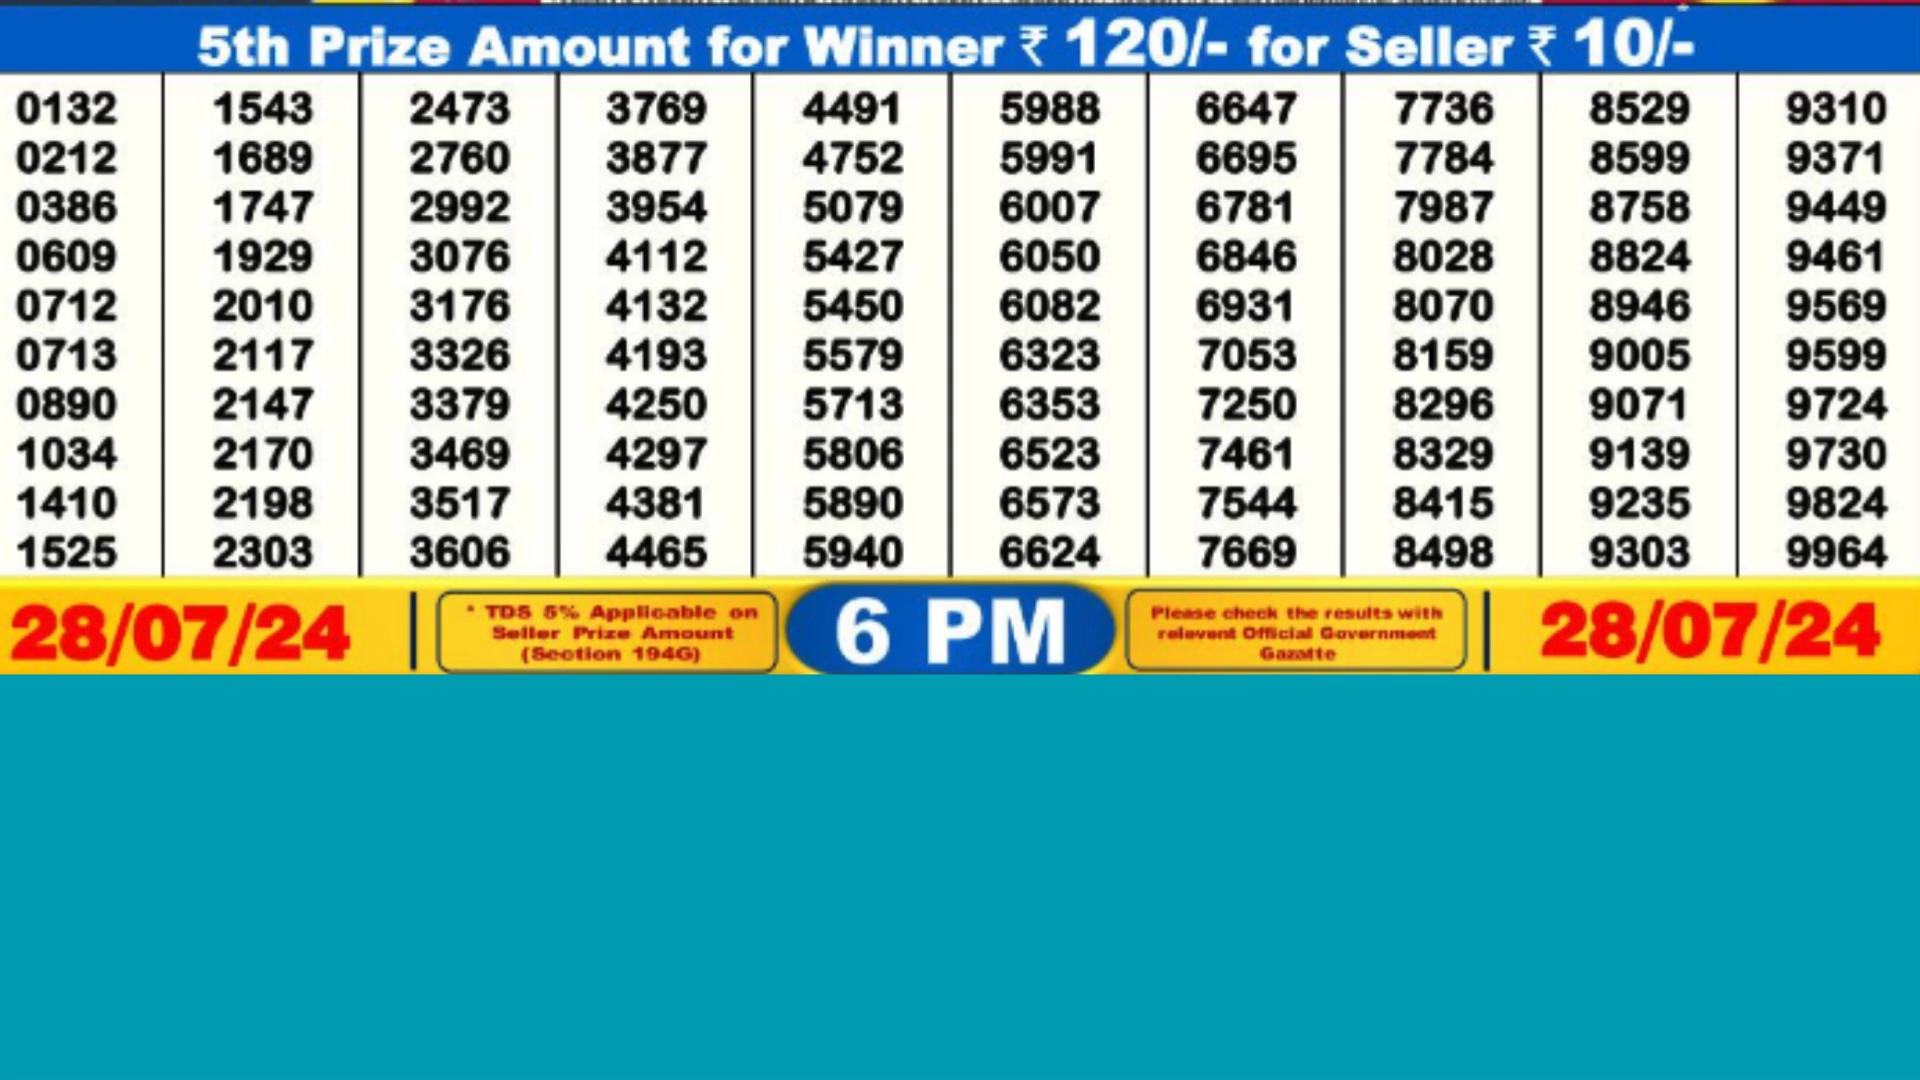 5th Prize Amount for Winner ₹ 120/- for Seller ₹ 10/-*
0132 1543 2473 3769 4491 5988 6647 7736 8529 9310
0212 1689 2760 3877 4752 5991 6695 7784 8599 9371
0386 1747 2992 3954 5079 6007 6781 7987 8758 9449
0609 1929 3076 4112 5427 6050 6846 8028 8824 9461
0712 2010 3176 4132 5450 6082 6931 8070 8946 9569
0713 2117 3326 4193 5579 6323 7053 8159 9005 9599
0890 2147 3379 4250 5713 6353 7250 8296 9071 9724
1034 2170 3469 4297 5806 6523 7461 8329 9139 9730
1410 2198 3517 4381 5890 6573 7544 8415 9235 9824
1525 2303 3606 4465 5940 6624 7669 8498 9303 9964
28/07/24
* TDS 5% Applicable on
Seller Prize Amount
(Section 194G)
6 PM
Please check the results with
relevent Official Government
Gazatte
28/07/24